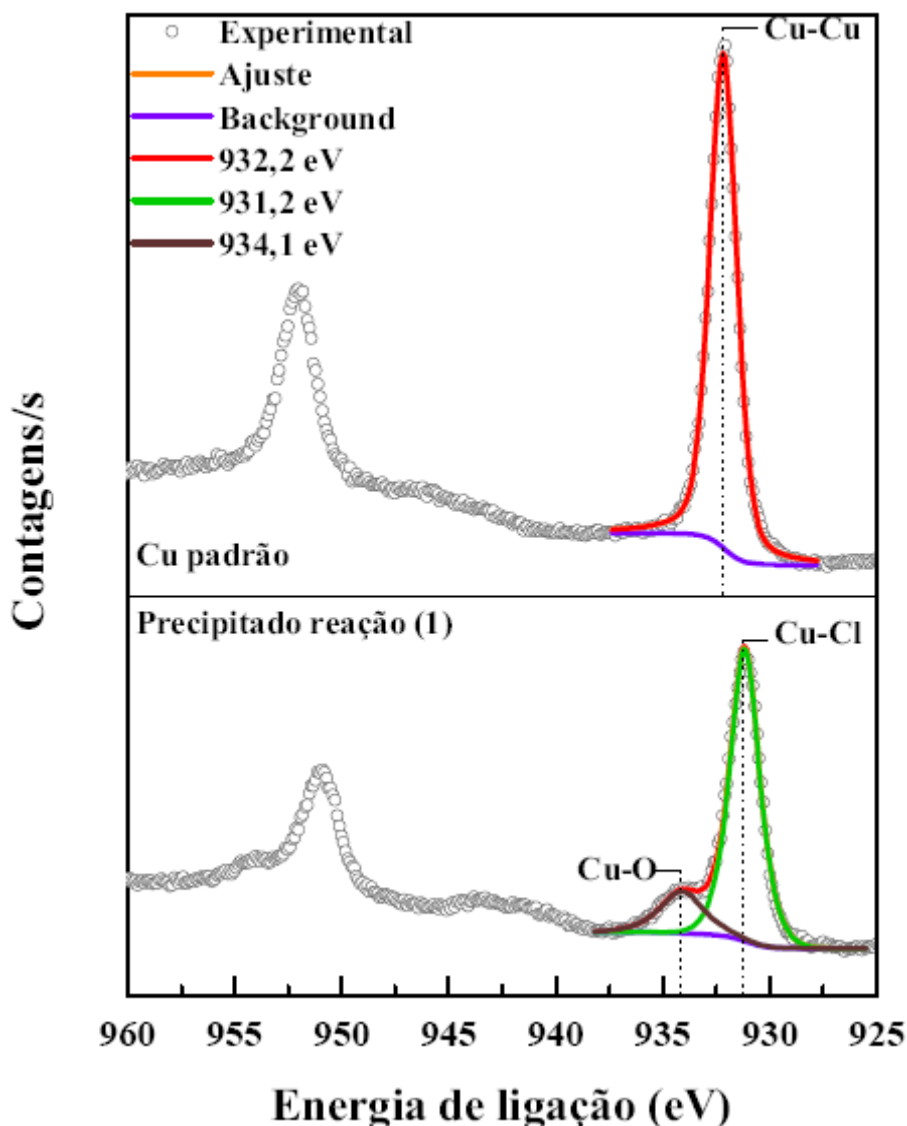 Experimental
Ajuste
Background
932,2 eV
931,2 eV
934,1 eV
Cu-Cu
Cu padrão
Precipitado reação (1)
Cu-Cl
Cu-O
Contagens/s
960 955 950 945 940 935 930 925
Energia de ligação (eV)